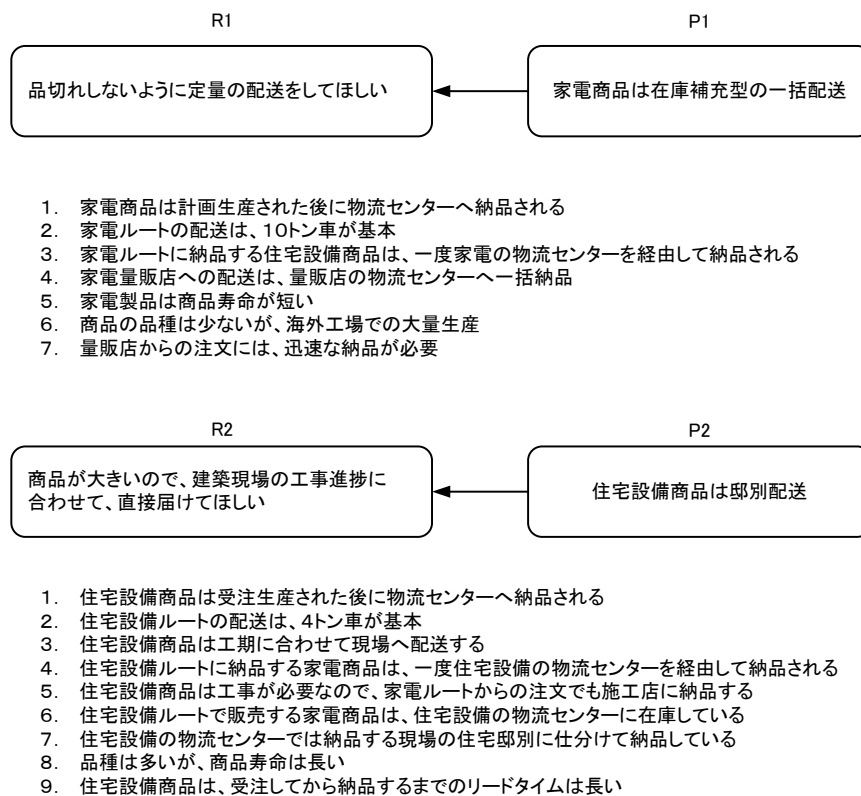 R1
P1
品切れしないように定量の配送をしてほしい
家電商品は在庫補充型の一括配送
1. 家電商品は計画生産された後に物流センターへ納品される
2. 家電ルートの配送は、10トン車が基本
3. 家電ルートに納品する住宅設備商品は、一度家電の物流センターを経由して納品される
4. 家電量販店への配送は、量販店の物流センターへ一括納品
5. 家電製品は商品寿命が短い
6. 商品の品種は少ないが、海外工場での大量生産
7. 量販店からの注文には、迅速な納品が必要
R2
P2
商品が大きいので、建築現場の工事進捗に
合わせて、直接届けてほしい
住宅設備商品は邸別配送
1. 住宅設備商品は受注生産された後に物流センターへ納品される
2. 住宅設備ルートの配送は、4トン車が基本
3. 住宅設備商品は工期に合わせて現場へ配送する
4. 住宅設備ルートに納品する家電商品は、一度住宅設備の物流センターを経由して納品される
5. 住宅設備商品は工事が必要なので、家電ルートからの注文でも施工店に納品する
6. 住宅設備ルートで販売する家電商品は、住宅設備の物流センターに在庫している
7. 住宅設備の物流センターでは納品する現場の住宅邸別に仕分けて納品している
8. 品種は多いが、商品寿命は長い
9. 住宅設備商品は、受注してから納品するまでのリードタイムは長い